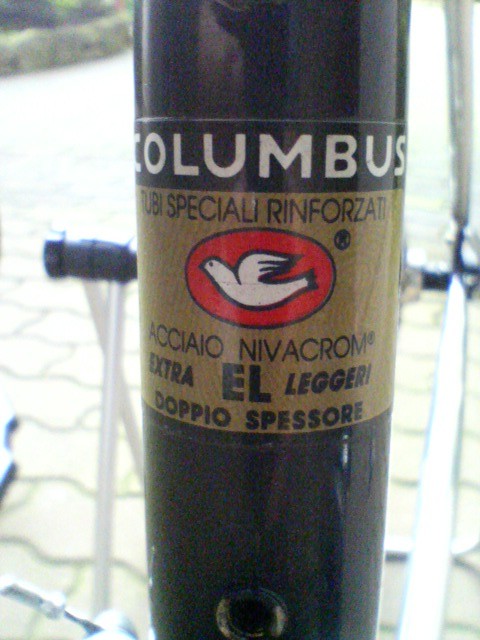 COLUMBUS
TUBI SPECIALI RINFORZATI
®
ACCIAIO NIVACROM®
EXTRA EL LEGGERI
DOPPIO SPESSORE